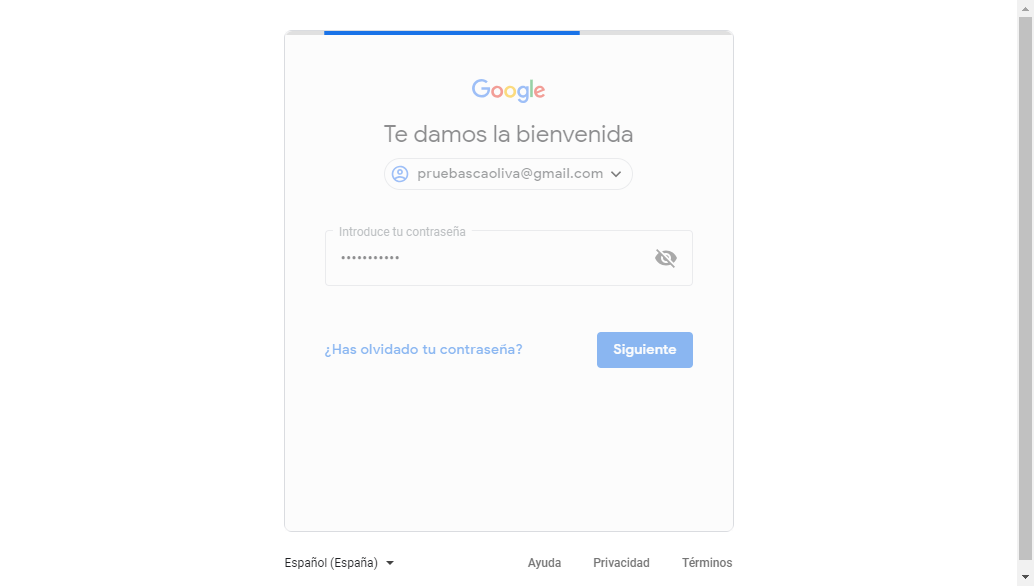 Google
Te damos la bienvenida
pruebascaoliva@gmail.com
Introduce tu contraseña
•••••••••••
¿Has olvidado tu contraseña?
Siguiente
Español (España)
Ayuda
Privacidad
Términos